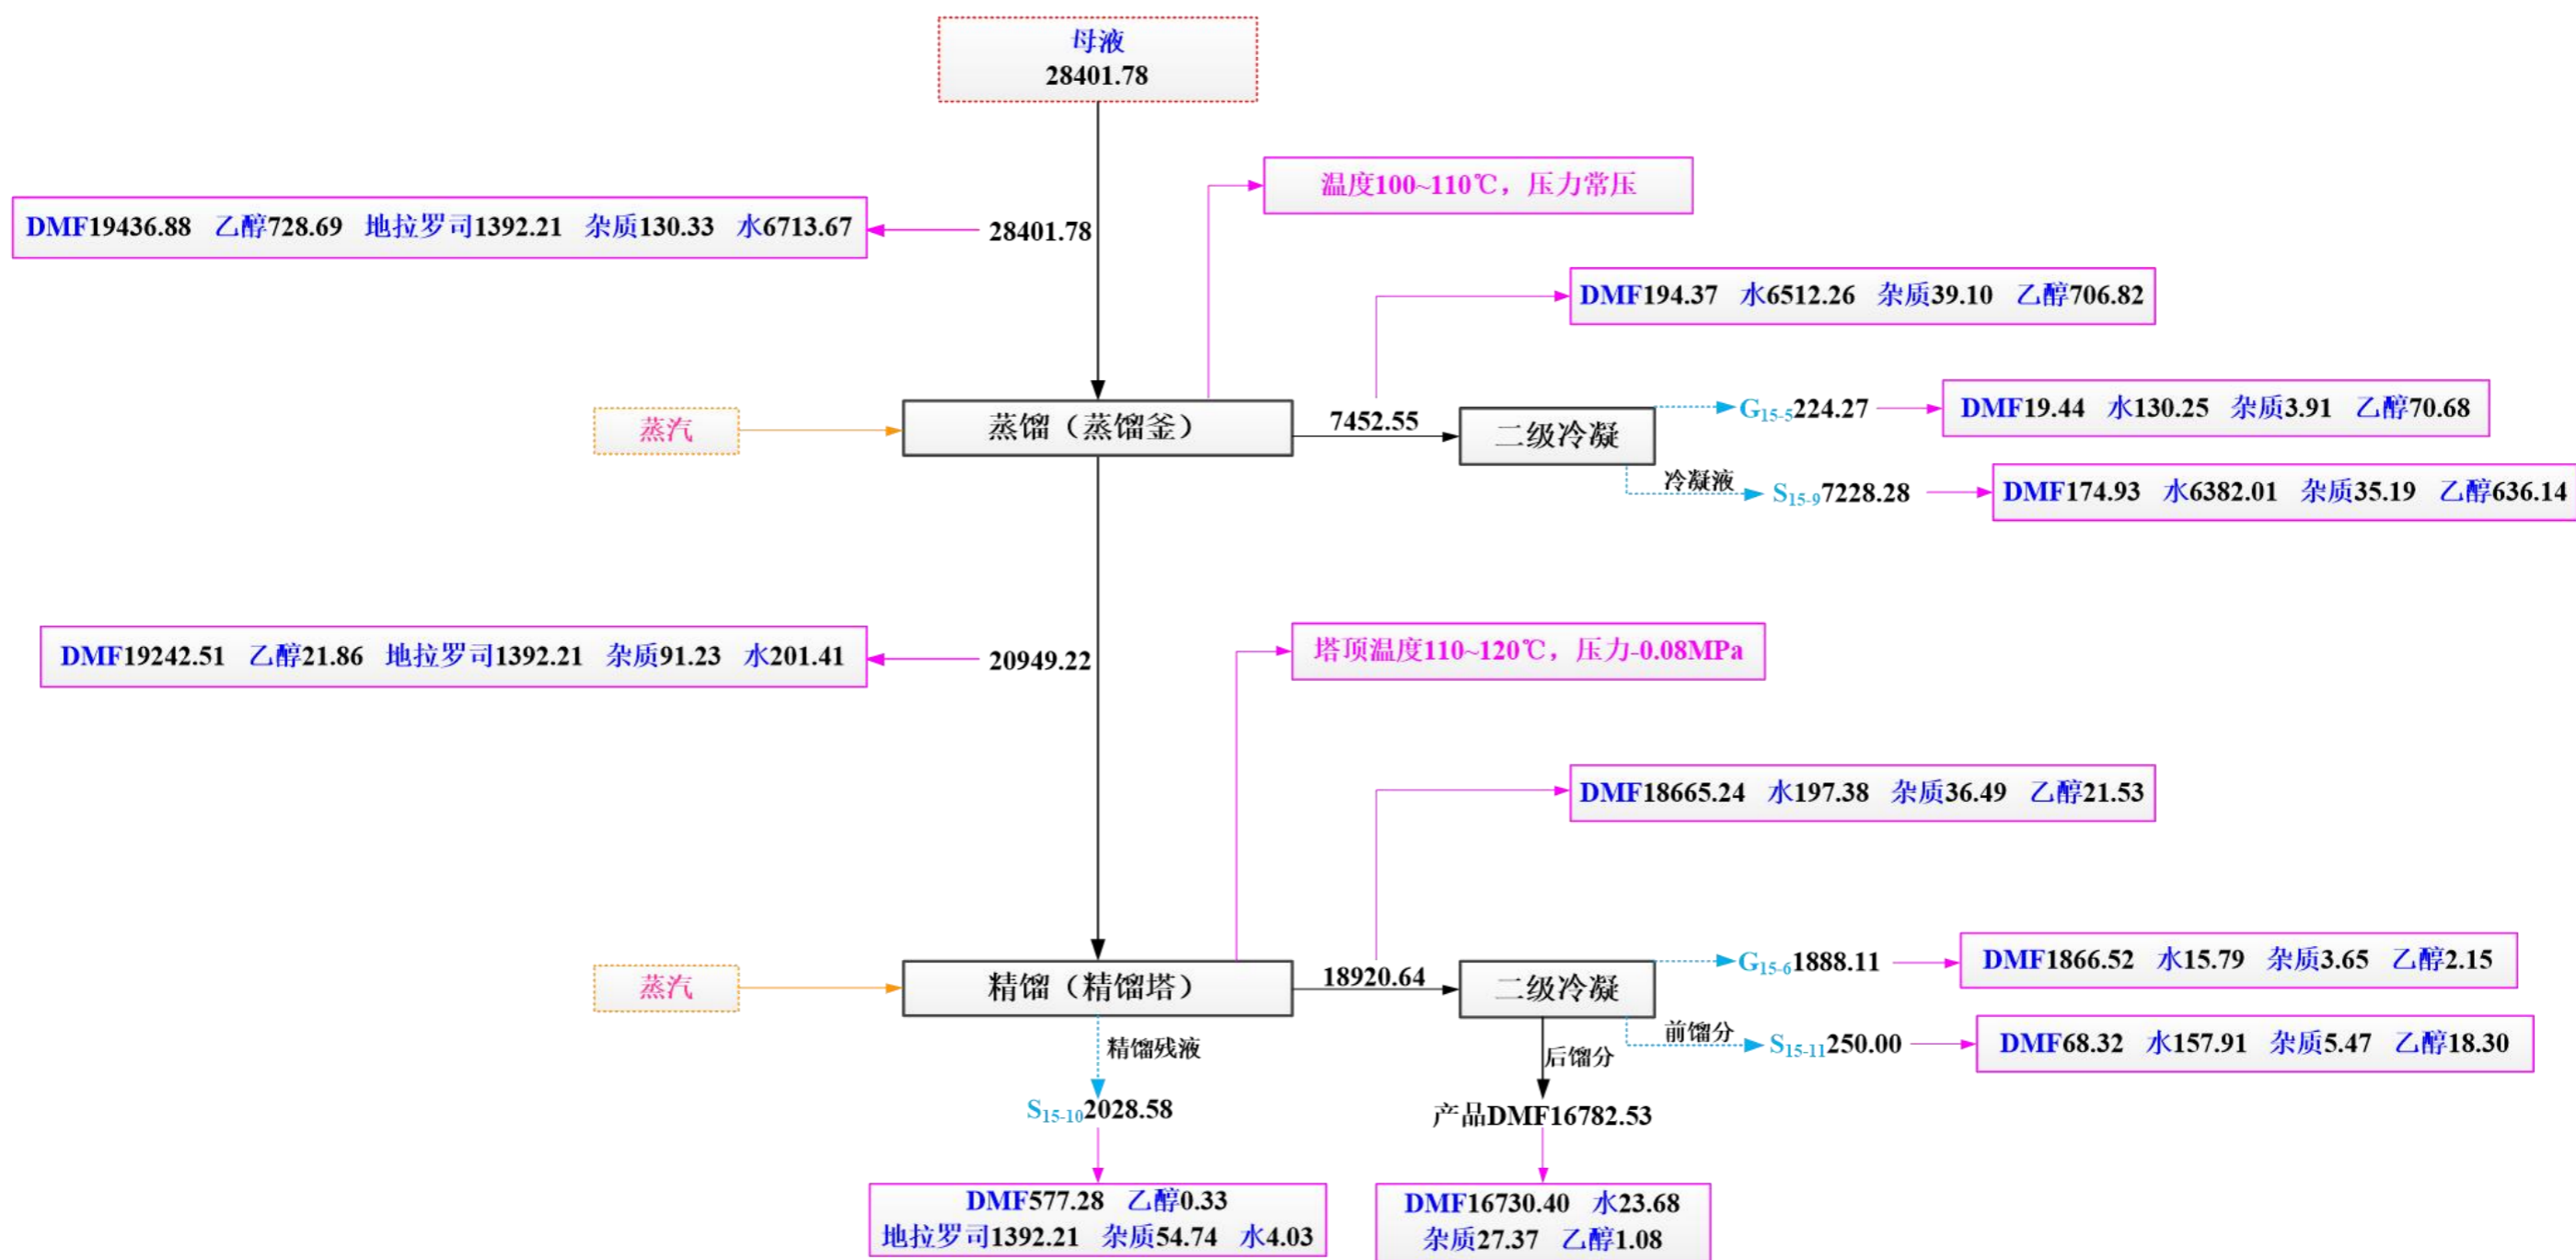 母液
28401.78
温度100~110℃，压力常压
DMF19436.88 乙醇728.69 地拉罗司1392.21 杂质130.33 水6713.67
28401.78
DMF194.37 水6512.26 杂质39.10 乙醇706.82
蒸汽
蒸馏（蒸馏釜）
7452.55
二级冷凝
G15-5224.27
DMF19.44 水130.25 杂质3.91 乙醇70.68
冷凝液
S15-97228.28
DMF174.93 水6382.01 杂质35.19 乙醇636.14
DMF19242.51 乙醇21.86 地拉罗司1392.21 杂质91.23 水201.41
20949.22
塔顶温度110~120℃，压力-0.08MPa
DMF18665.24 水197.38 杂质36.49 乙醇21.53
蒸汽
精馏（精馏塔）
18920.64
二级冷凝
G15-61888.11
DMF1866.52 水15.79 杂质3.65 乙醇2.15
前馏分
S15-11250.00
DMF68.32 水157.91 杂质5.47 乙醇18.30
精馏残液
后馏分
S15-102028.58
产品DMF16782.53
DMF577.28 乙醇0.33
地拉罗司1392.21 杂质54.74 水4.03
DMF16730.40 水23.68
杂质27.37 乙醇1.08